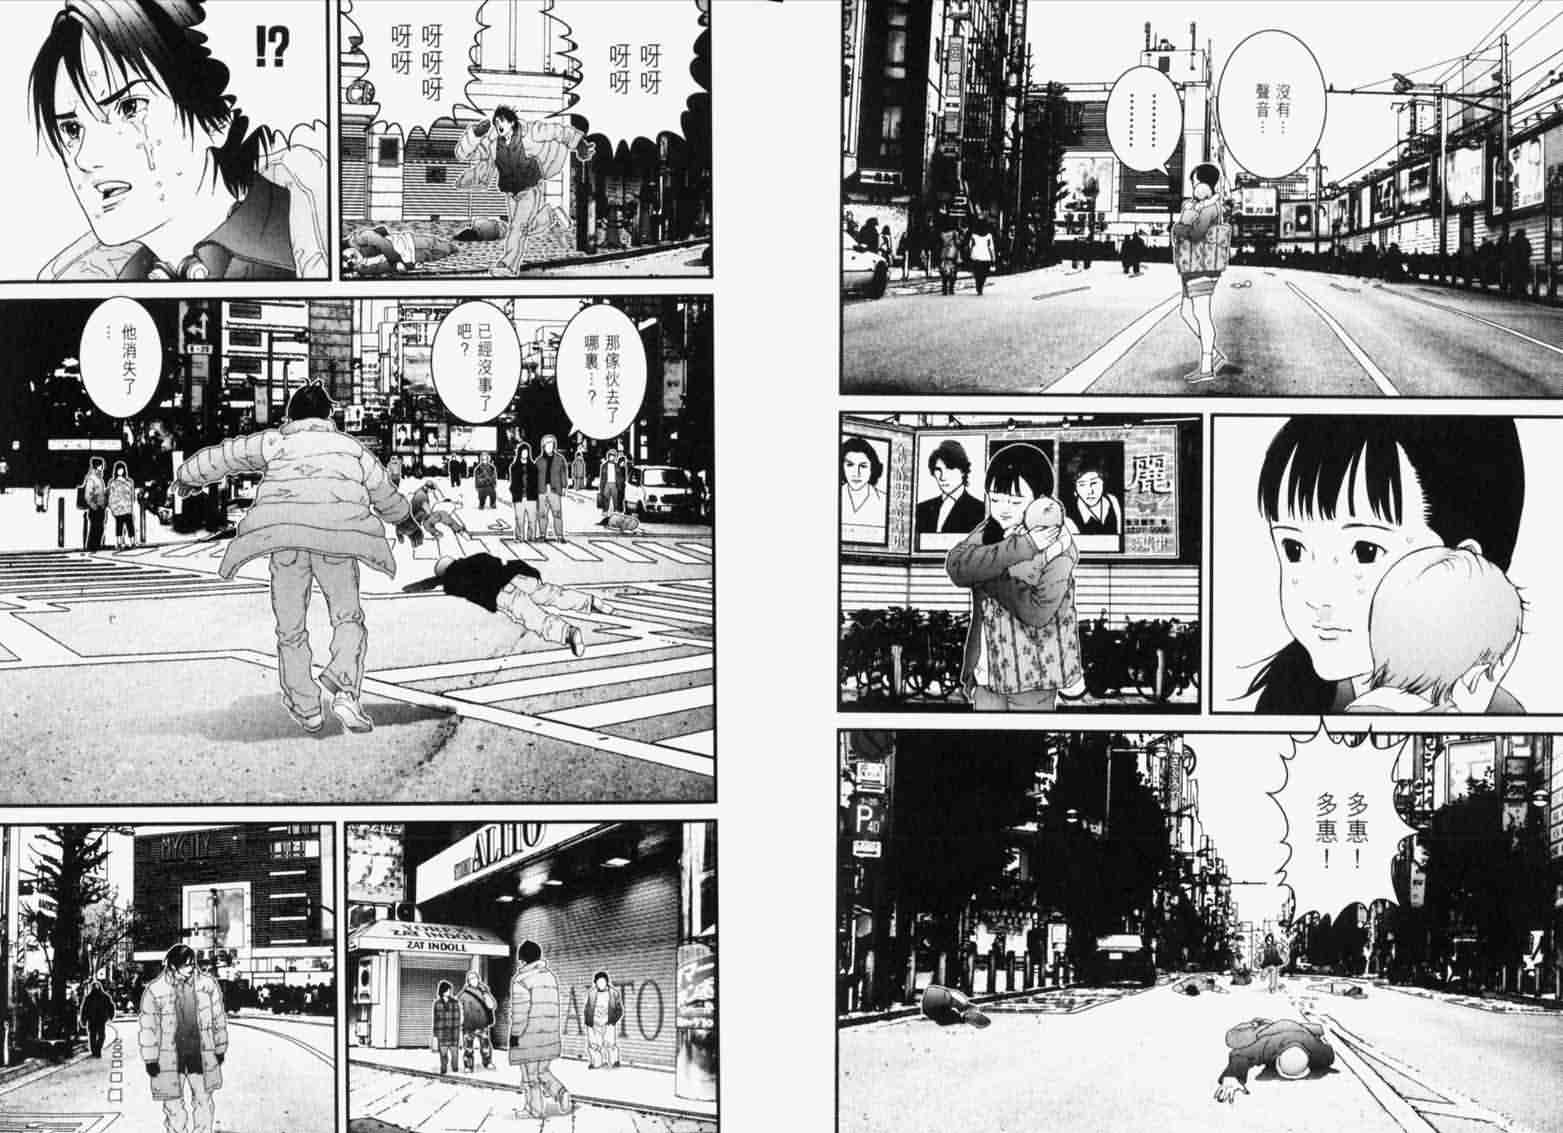 沒有…
聲音…
………
………
麗
多惠！
多惠！
P
40
呀呀
呀呀
呀呀呀
呀呀
!?
那傢伙去了
哪裏…？
已經沒事了
吧？
他消失了
…
ALTO
ZAT INDOLL
ALTO
MYCITY